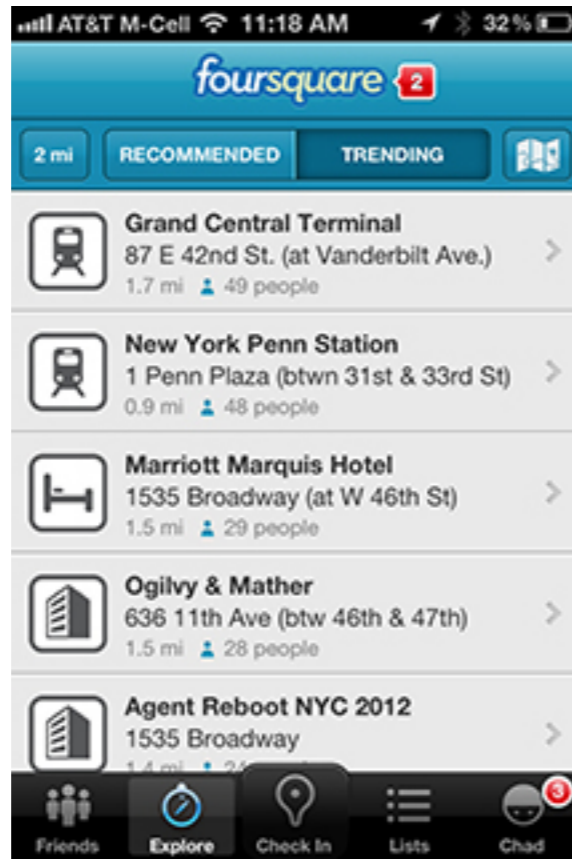 AT&T M-Cell 11:18 AM 32%
foursquare 2
2 mi RECOMMENDED TRENDING
Grand Central Terminal
87 E 42nd St. (at Vanderbilt Ave.)
1.7 mi 49 people
New York Penn Station
1 Penn Plaza (btwn 31st & 33rd St)
0.9 mi 48 people
Marriott Marquis Hotel
1535 Broadway (at W 46th St)
1.5 mi 29 people
Ogilvy & Mather
636 11th Ave (btw 46th & 47th)
1.5 mi 28 people
Agent Reboot NYC 2012
1535 Broadway
1.4 mi
3
Friends Explore Check In Lists Chad